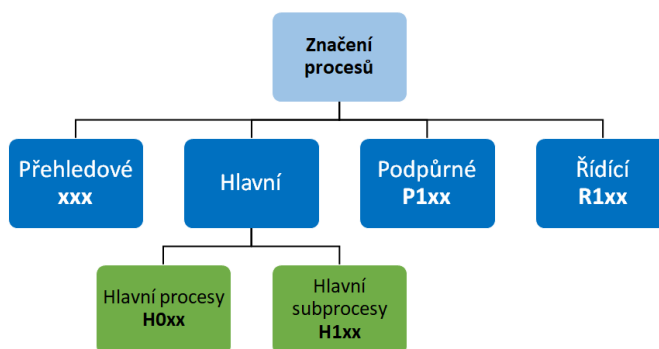 Značení
procesů
Přehledové
xxx
Hlavní
Podpůrné
P1xx
Řídící
R1xx
Hlavní procesy
H0xx
Hlavní
subprocesy
H1xx